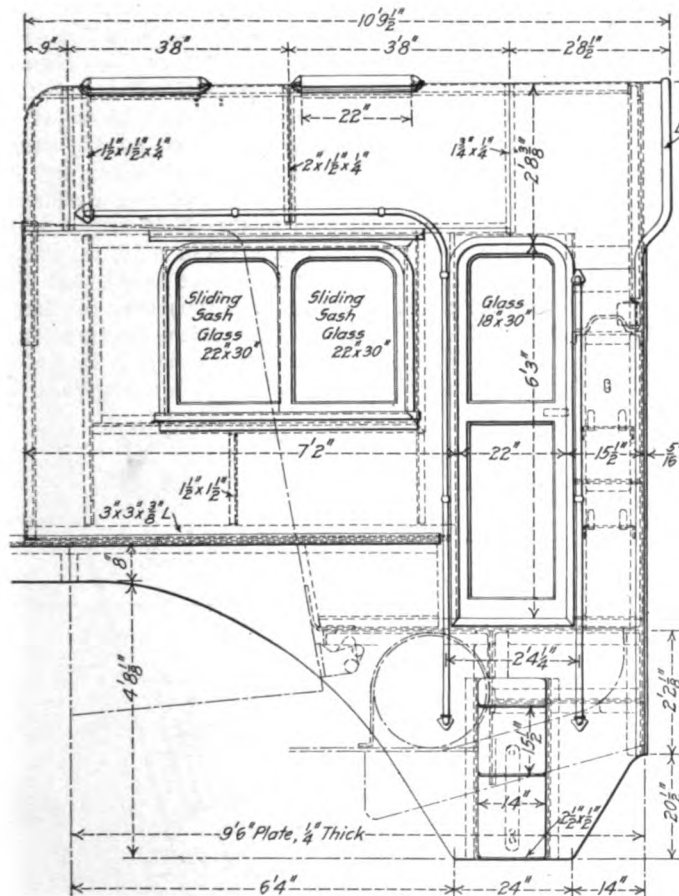 10'9½"
9"
3'8"
3'8"
2'8½"
22"
1½"x1½"x¼"
2"x1½"x¼"
1¾"x¼"
2'8⅜"
Sliding
Sash
Glass
22"x30"
Sliding
Sash
Glass
22"x30"
Glass
18"x30"
6'3"
7'2"
22"
15½"
5/16"
1½"x1½"
3"x3"x⅜" L
8"
4'8⅛"
2'4¼"
2'2⅛"
15½"
14"
2½"x½"
20½"
9'6" Plate, ¼" Thick
6'4"
24"
14"